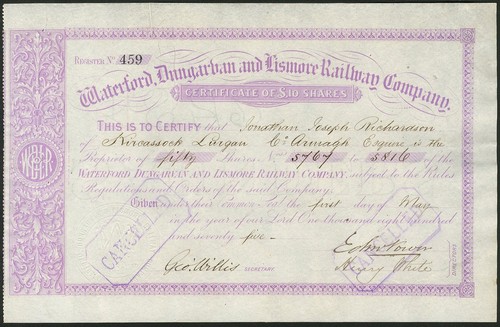 REGISTER Nº 459
Waterford, Dungarvan and Lismore Railway Company.
CERTIFICATE OF £10 SHARES
THIS IS TO CERTIFY that Jonathan Joseph Richardson
of Kircassock Lurgan Co Armagh Esquire is the
Proprietor of fifty Shares Nº 5767 to 5816 of the
WATERFORD DUNGARVAN AND LISMORE RAILWAY COMPANY, subject to the Rules
Regulations and Orders of the said Company.
Given under the Common Seal the first day of May
in the year of our Lord One thousand eight hundred
and seventy five
CANCELLED
CANCELLED
Geo. Willis SECRETARY
Henry White
DIRECTORS